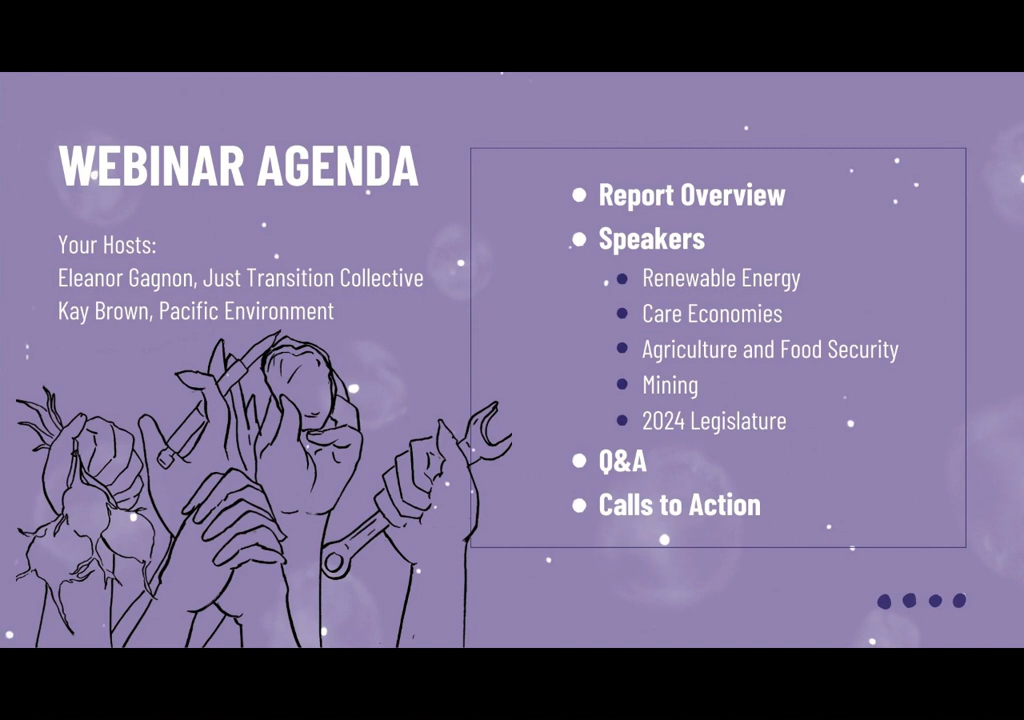 WEBINAR AGENDA
Your Hosts:
Eleanor Gagnon, Just Transition Collective
Kay Brown, Pacific Environment
Report Overview
Speakers
Renewable Energy
Care Economies
Agriculture and Food Security
Mining
2024 Legislature
Q&A
Calls to Action